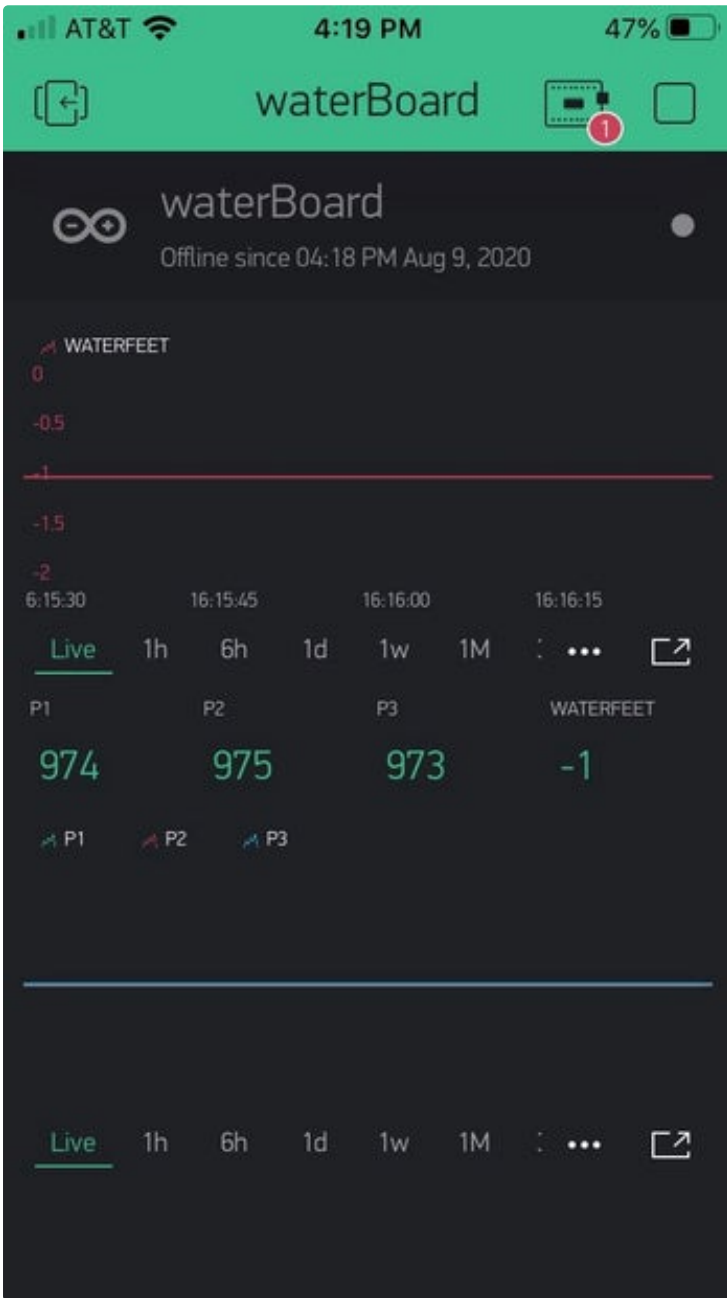 AT&T 4:19 PM 47%
waterBoard 1
waterBoard
Offline since 04:18 PM Aug 9, 2020
WATERFEET
0
-0.5
-1
-1.5
-2
6:15:30 16:15:45 16:16:00 16:16:15
Live 1h 6h 1d 1w 1M
P1 P2 P3 WATERFEET
974 975 973 -1
P1 P2 P3
Live 1h 6h 1d 1w 1M